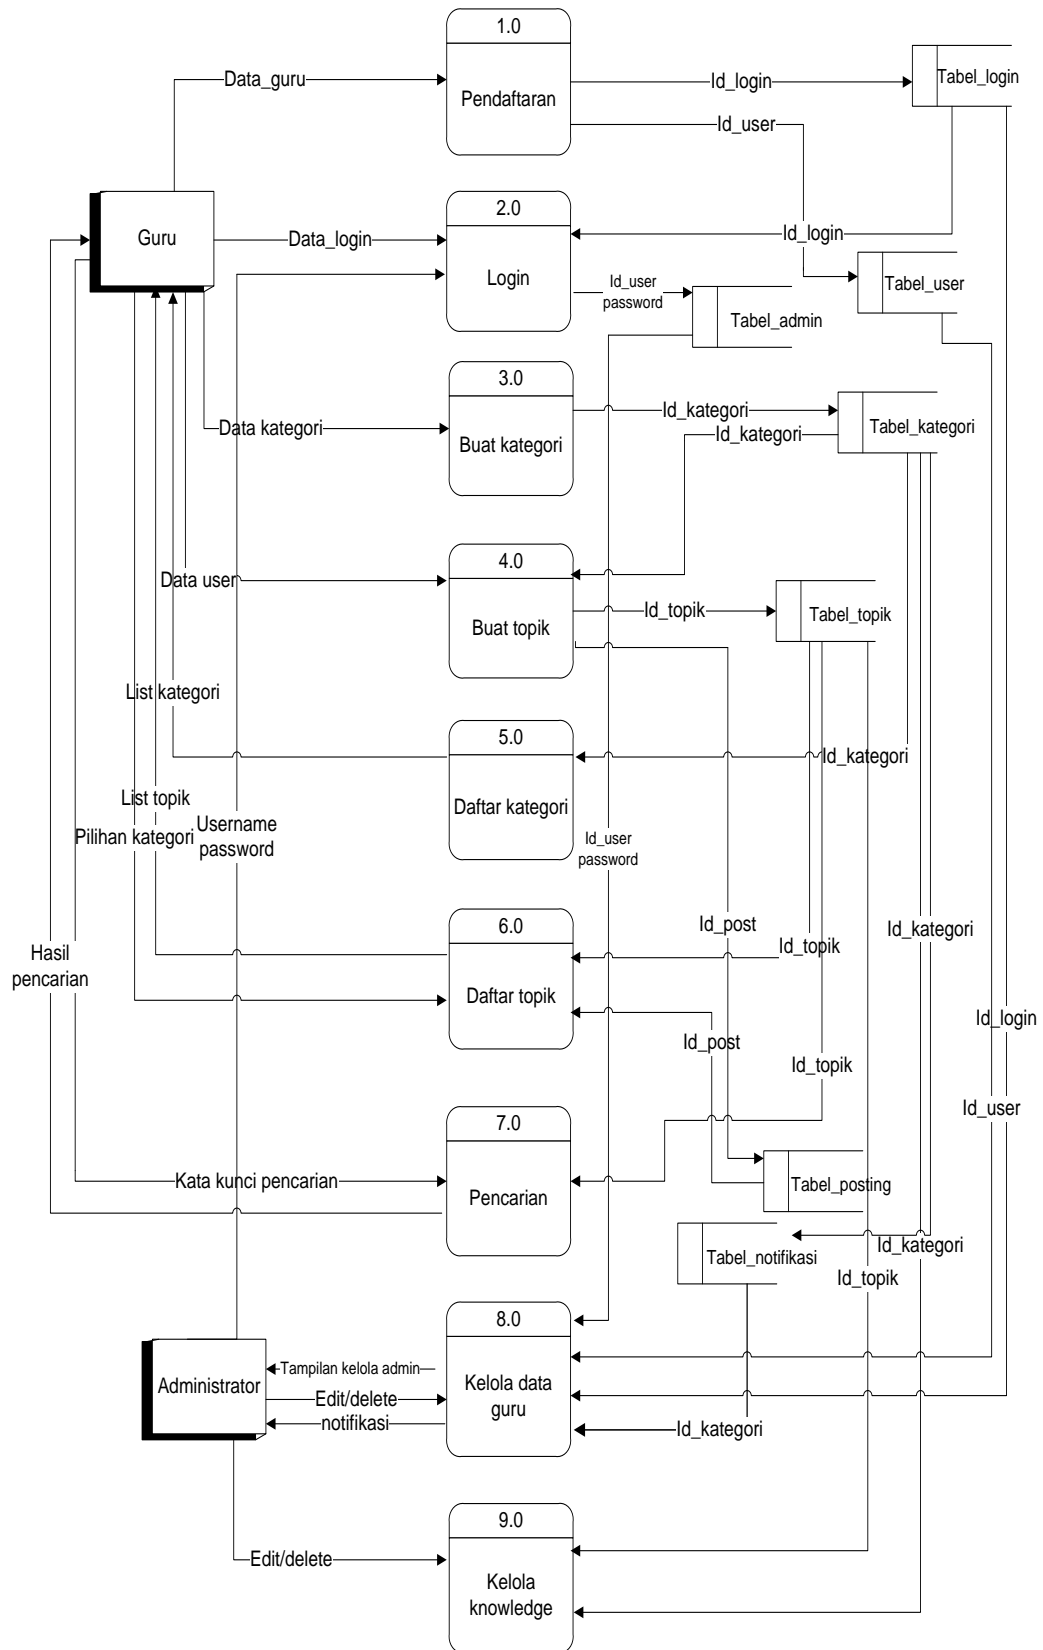 1.0
Pendaftaran
Data_guru
Id_login
Tabel_login
Id_user
2.0
Login
Guru
Data_login
Id_login
Id_user
password
Tabel_user
Tabel_admin
3.0
Buat kategori
Data kategori
Id_kategori
Id_kategori
Tabel_kategori
4.0
Buat topik
Data user
Id_topik
Tabel_topik
List kategori
5.0
Daftar kategori
Id_kategori
List topik
Pilihan kategori
Username
password
Id_user
password
6.0
Daftar topik
Id_post
Id_kategori
Id_topik
Hasil
pencarian
Id_login
Id_post
Id_topik
Id_user
7.0
Pencarian
Kata kunci pencarian
Tabel_posting
Tabel_notifikasi
Id_kategori
Id_topik
8.0
Kelola data
guru
Administrator
Tampilan kelola admin
Edit/delete
notifikasi
Id_kategori
9.0
Kelola
knowledge
Edit/delete